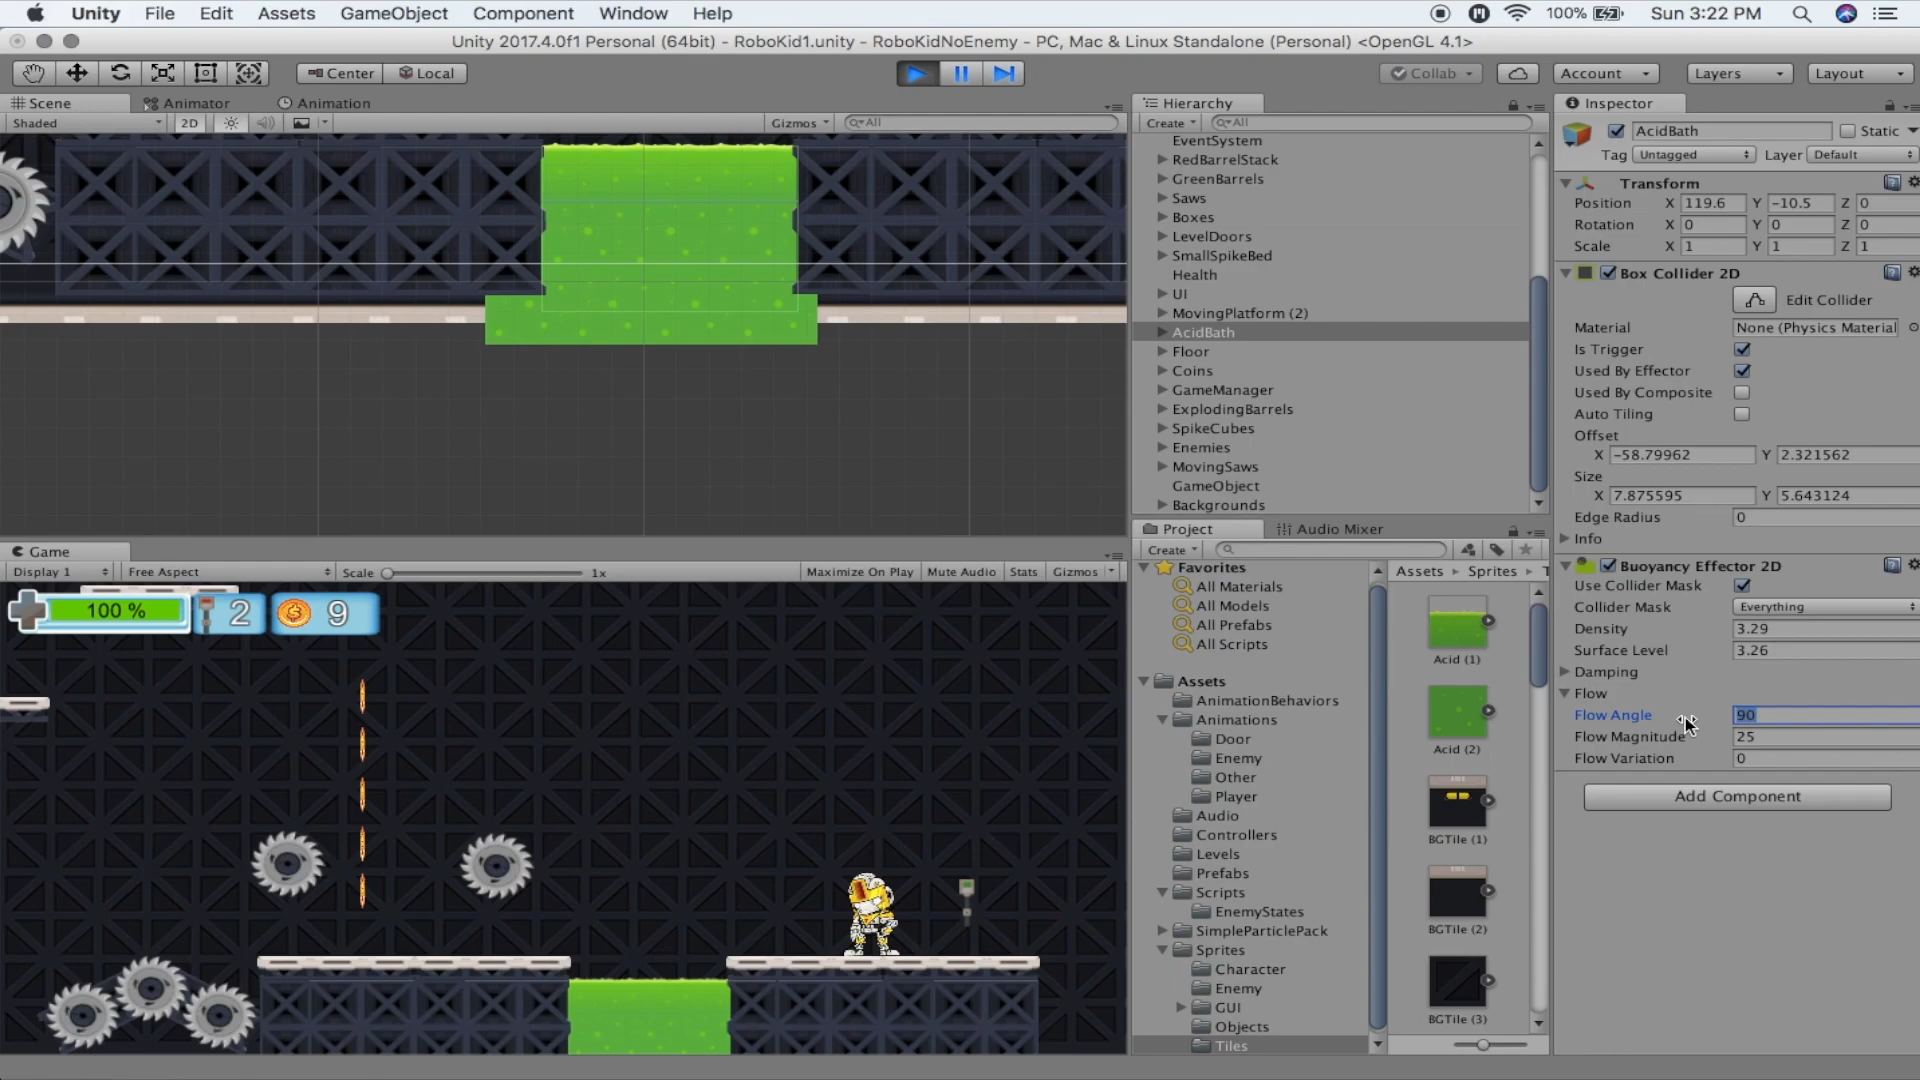 Unity File Edit Assets GameObject Component Window Help 100% Sun 3:22 PM
Unity 2017.4.0f1 Personal (64bit) - RoboKid1.unity - RoboKidNoEnemy - PC, Mac & Linux Standalone (Personal) <OpenGL 4.1>
Center Local Collab Account Layers Layout
Scene Animator Animation
Shaded 2D Gizmos All
Hierarchy
Create All
EventSystem
RedBarrelStack
GreenBarrels
Saws
Boxes
LevelDoors
SmallSpikeBed
Health
UI
MovingPlatform (2)
AcidBath
Floor
Coins
GameManager
ExplodingBarrels
SpikeCubes
Enemies
MovingSaws
GameObject
Backgrounds
Inspector
AcidBath Static
Tag Untagged Layer Default
Transform
Position X 119.6 Y -10.5 Z 0
Rotation X 0 Y 0 Z 0
Scale X 1 Y 1 Z 1
Box Collider 2D
Edit Collider
Material None (Physics Material
Is Trigger
Used By Effector
Used By Composite
Auto Tiling
Offset
X -58.79962 Y 2.321562
Size
X 7.875595 Y 5.643124
Edge Radius 0
Info
Buoyancy Effector 2D
Use Collider Mask
Collider Mask Everything
Density 3.29
Surface Level 3.26
Damping
Flow
Flow Angle 90
Flow Magnitude 25
Flow Variation 0
Add Component
Game
Display 1 Free Aspect Scale 1x Maximize On Play Mute Audio Stats Gizmos
100 % 2 9
Project Audio Mixer
Create
Favorites
All Materials
All Models
All Prefabs
All Scripts
Assets
AnimationBehaviors
Animations
Door
Enemy
Other
Player
Audio
Controllers
Levels
Prefabs
Scripts
EnemyStates
SimpleParticlePack
Sprites
Character
Enemy
GUI
Objects
Tiles
Assets Sprites T
Acid (1)
Acid (2)
BGTile (1)
BGTile (2)
BGTile (3)